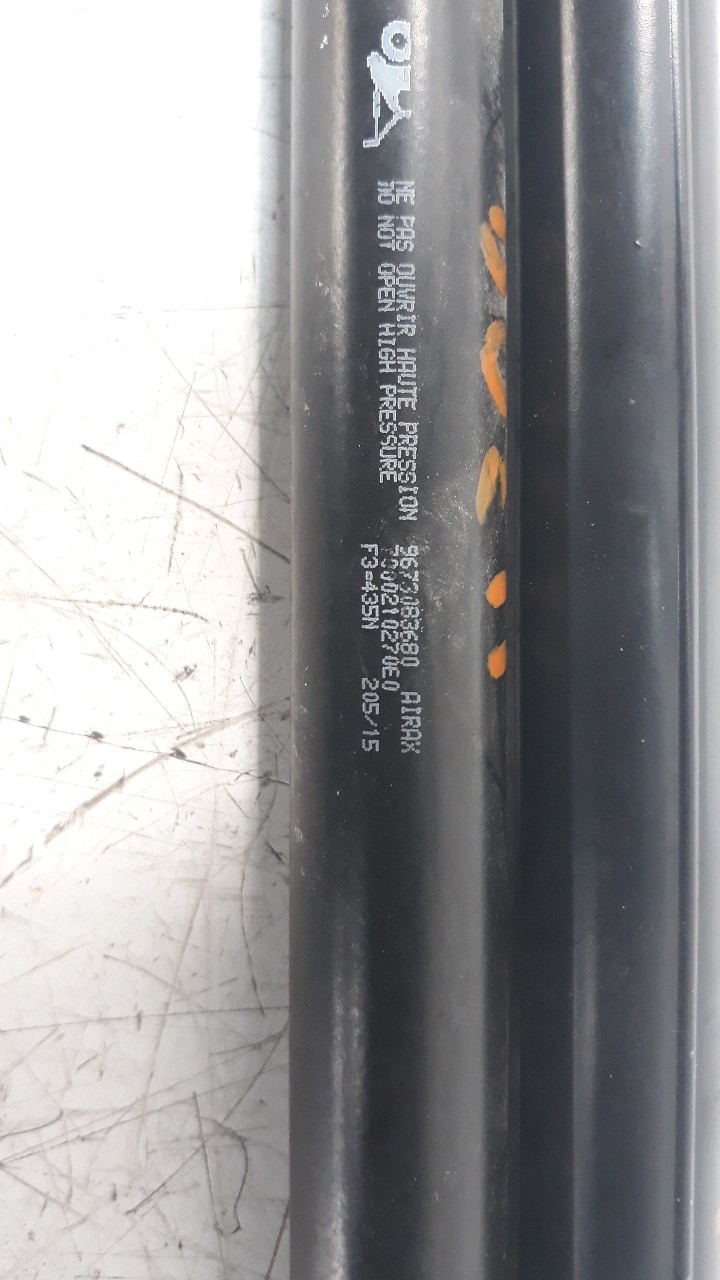 NE PAS OUVRIR HAUTE PRESSION 9673083680 AIRAX
DO NOT OPEN HIGH PRESSURE
F3=435N 205/15